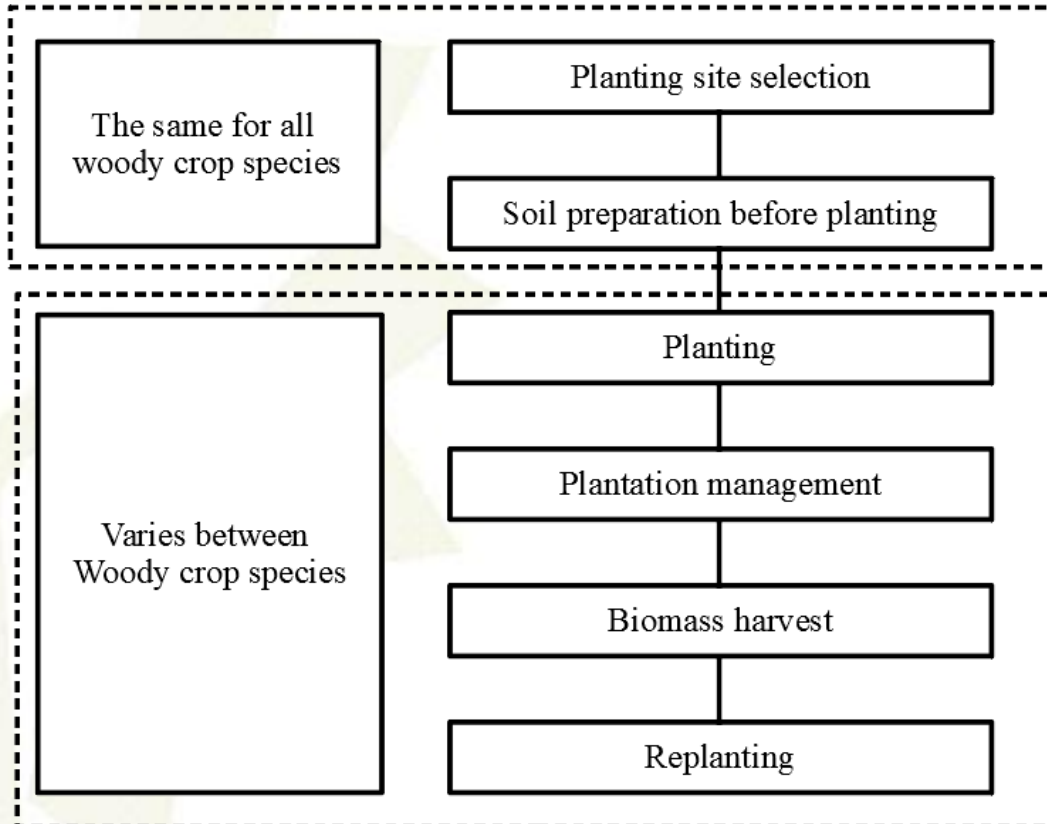 The same for all
woody crop species
Planting site selection
Soil preparation before planting
Varies between
Woody crop species
Planting
Plantation management
Biomass harvest
Replanting